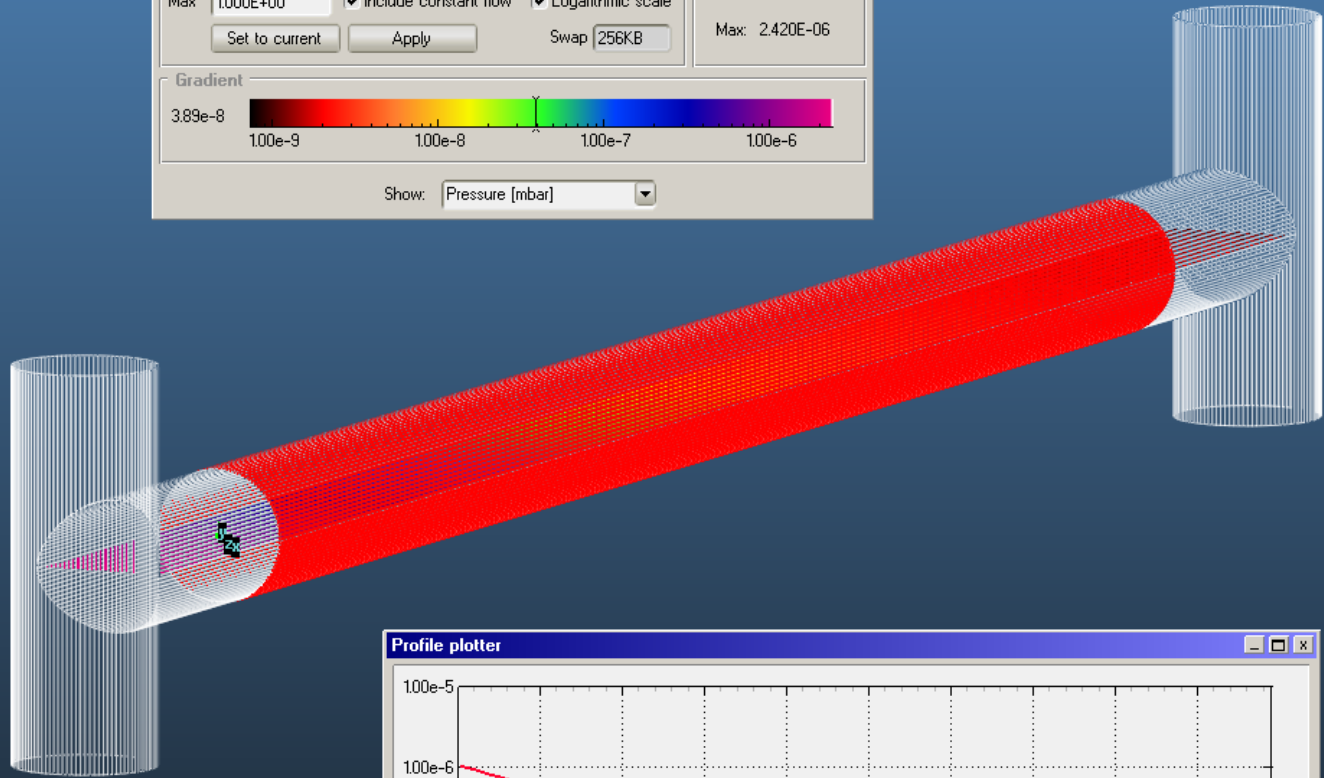 Max 1.000E+00 Include constant flow Logarithmic scale
Set to current Apply Swap 256KB Max: 2.420E-06
Gradient
3.89e-8
1.00e-9 1.00e-8 1.00e-7 1.00e-6
Show: Pressure [mbar]
Zx
Profile plotter
1.00e-5
1.00e-6